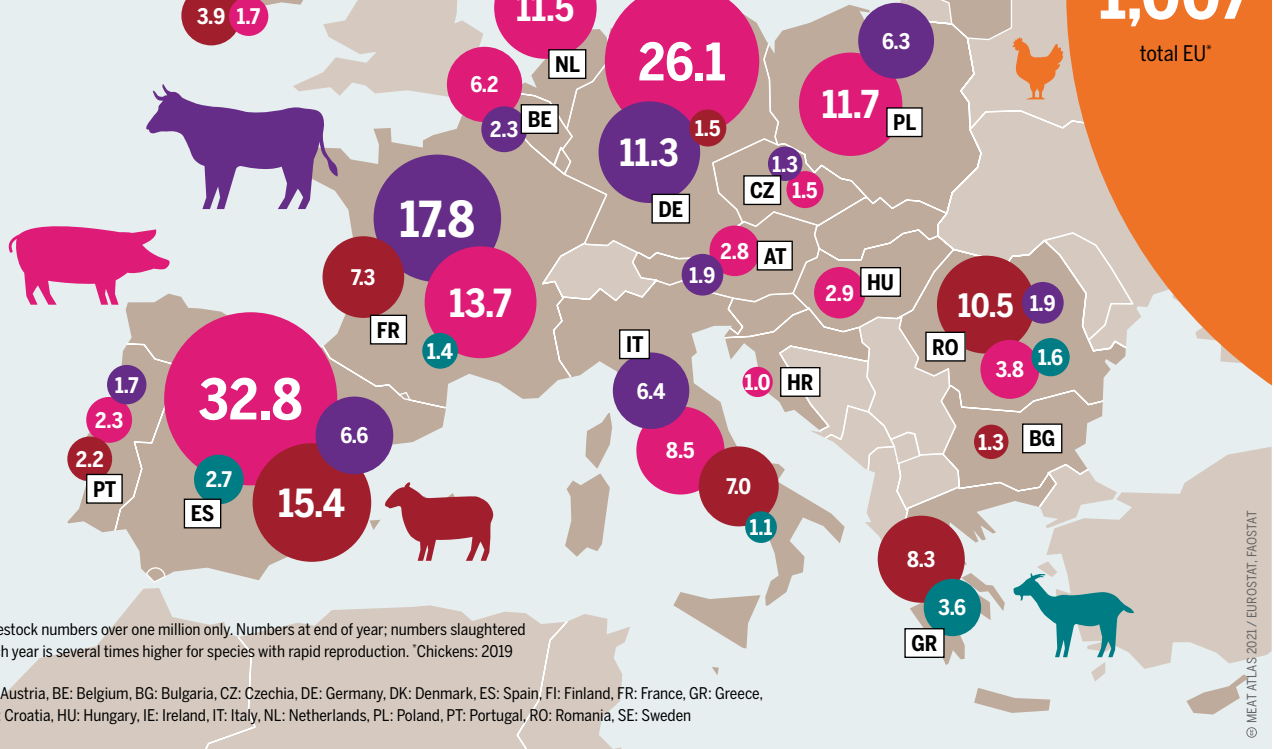 3.9 1.7
11.5
NL
26.1
6.3
11.7
PL
total EU*
6.2
2.3
BE
1.5
11.3
DE
1.3
CZ
1.5
17.8
7.3
13.7
FR
1.4
2.8
AT
1.9
2.9
HU
10.5
1.9
RO
3.8
1.6
IT
6.4
8.5
7.0
1.1
1.0
HR
1.3
BG
1.7
2.3
2.2
PT
32.8
6.6
2.7
ES
15.4
8.3
3.6
GR
estock numbers over one million only. Numbers at end of year; numbers slaughtered
h year is several times higher for species with rapid reproduction. *Chickens: 2019
Austria, BE: Belgium, BG: Bulgaria, CZ: Czechia, DE: Germany, DK: Denmark, ES: Spain, FI: Finland, FR: France, GR: Greece,
: Croatia, HU: Hungary, IE: Ireland, IT: Italy, NL: Netherlands, PL: Poland, PT: Portugal, RO: Romania, SE: Sweden
MEAT ATLAS 2021 / EUROSTAT, FAOSTAT